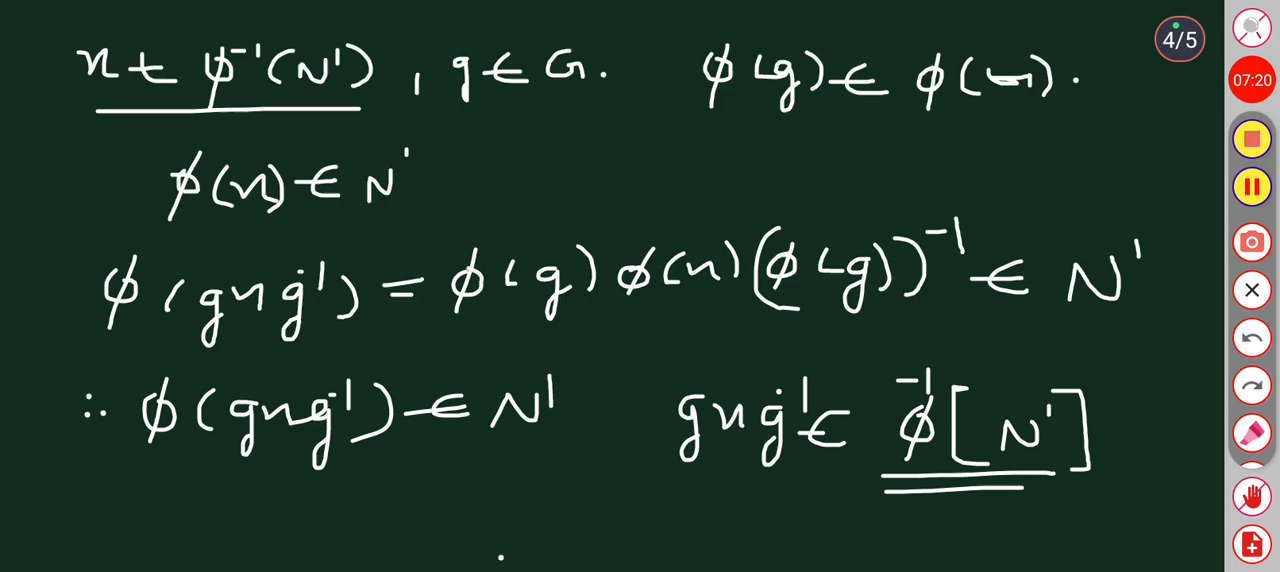 n ∈ φ⁻¹(N'), g ∈ G. φ(g) ∈ φ(G).
φ(n) ∈ N'
φ(gng⁻¹) = φ(g) φ(n) (φ(g))⁻¹ ∈ N'
∴ φ(gng⁻¹) ∈ N' gng⁻¹ ∈ φ⁻¹[N']
4/5
07:20